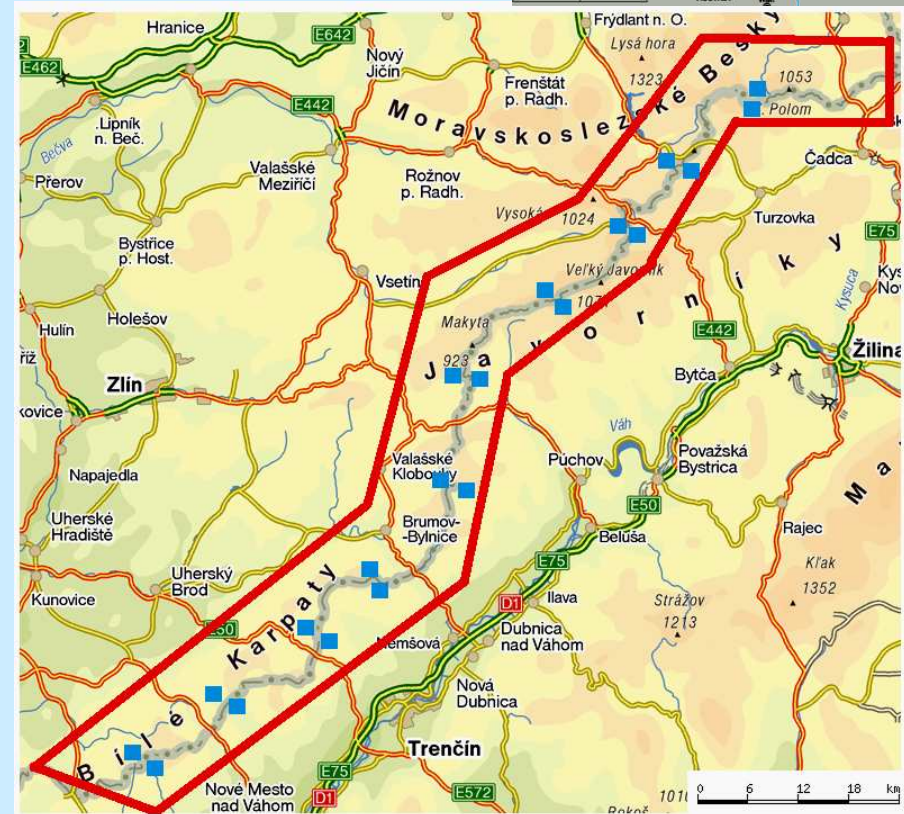 Frýdlant n. O.
Hranice
E642
Lysá hora
1323
E462
Nový
Jičín
Frenštát
p. Radh.
1053
Polom
Moravskoslezské Besky
E442
Lipník
n. Beč.
Bečva
Valašské
Meziříčí
Rožnov
p. Radh.
Čadca
Přerov
Vysoká
1024
Turzovka
E75
Bystřice
p. Host.
Vsetín
Veľký Javorník
Kysuca
Holešov
Hulín
Makyta
923
Javorníky
E442
Žilina
Zlín
Bytča
Váh
Napajedla
Valašské
Klobouky
Púchov
Považská
Bystrica
E50
Uherské
Hradiště
Brumov-
-Bylnice
Beluša
Rajec
E75
Kľak
1352
Kunovice
Uherský
Brod
E50
D1
Ilava
Strážov
1213
Nemšová
Dubnica
nad Váhom
Bílé Karpaty
Nová
Dubnica
Trenčín
E75
Nové Mesto
nad Váhom
D1
E572
0 6 12 18 km